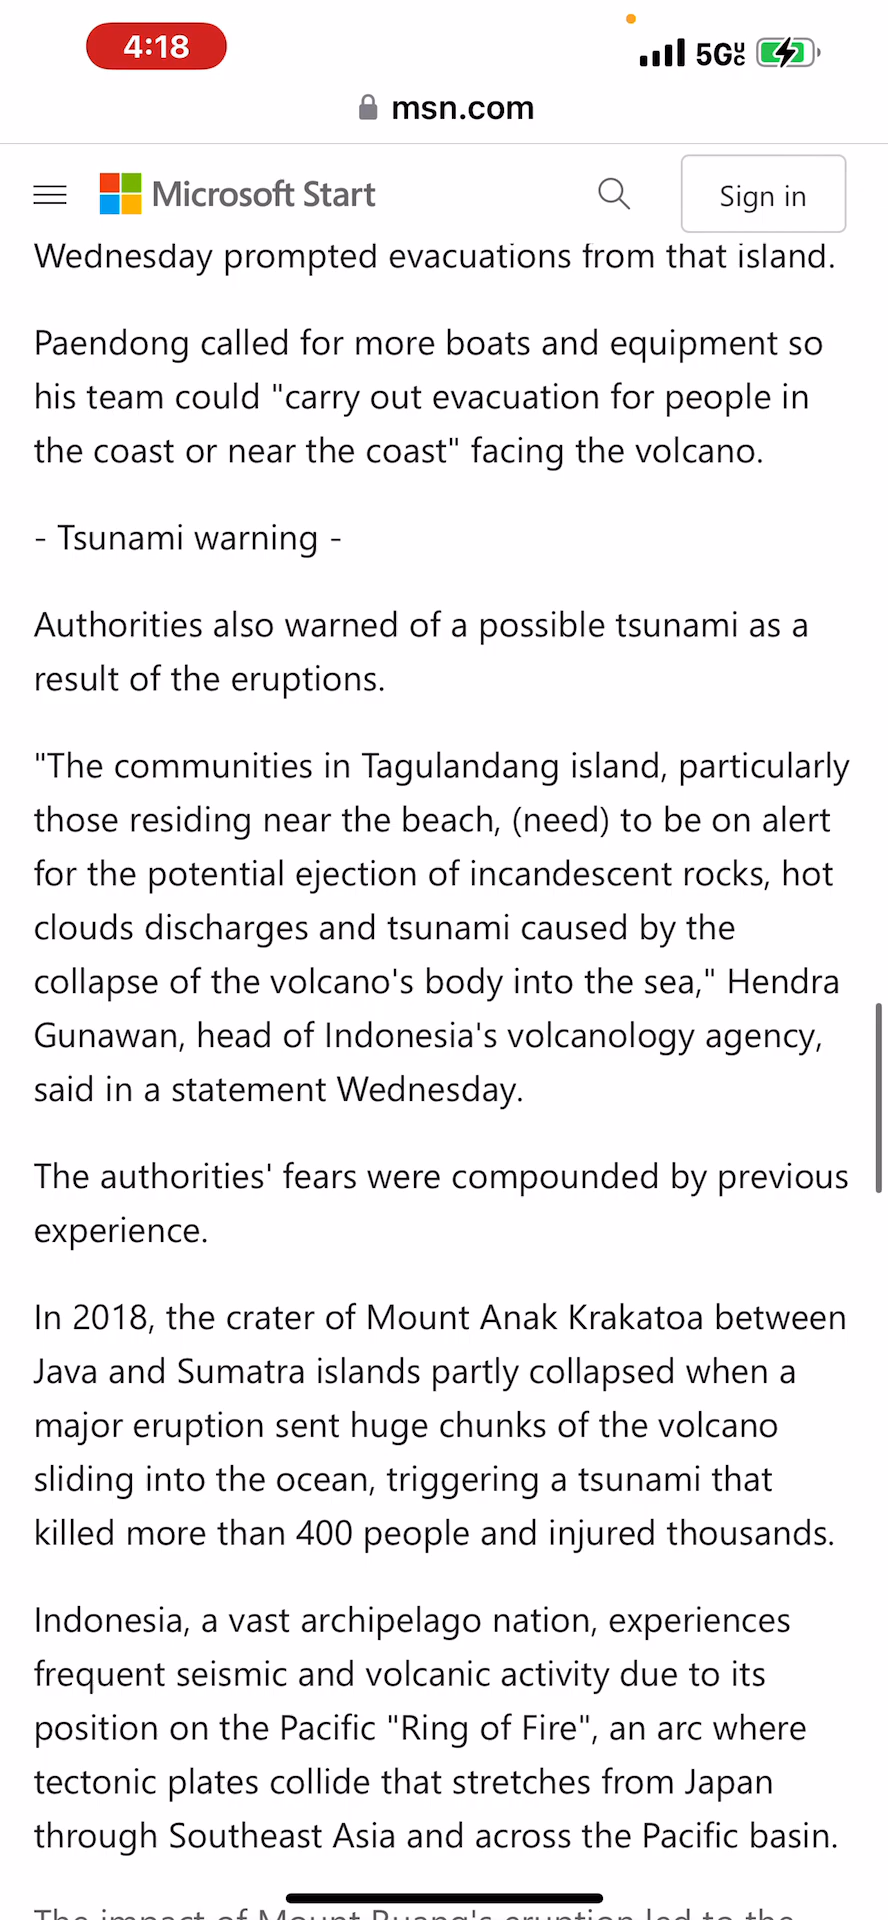 4:18
5G
msn.com
Microsoft Start
Sign in
Wednesday prompted evacuations from that island.
Paendong called for more boats and equipment so
his team could "carry out evacuation for people in
the coast or near the coast" facing the volcano.
- Tsunami warning -
Authorities also warned of a possible tsunami as a
result of the eruptions.
"The communities in Tagulandang island, particularly
those residing near the beach, (need) to be on alert
for the potential ejection of incandescent rocks, hot
clouds discharges and tsunami caused by the
collapse of the volcano's body into the sea," Hendra
Gunawan, head of Indonesia's volcanology agency,
said in a statement Wednesday.
The authorities' fears were compounded by previous
experience.
In 2018, the crater of Mount Anak Krakatoa between
Java and Sumatra islands partly collapsed when a
major eruption sent huge chunks of the volcano
sliding into the ocean, triggering a tsunami that
killed more than 400 people and injured thousands.
Indonesia, a vast archipelago nation, experiences
frequent seismic and volcanic activity due to its
position on the Pacific "Ring of Fire", an arc where
tectonic plates collide that stretches from Japan
through Southeast Asia and across the Pacific basin.
The impact of Mount Ruang's eruption led to the